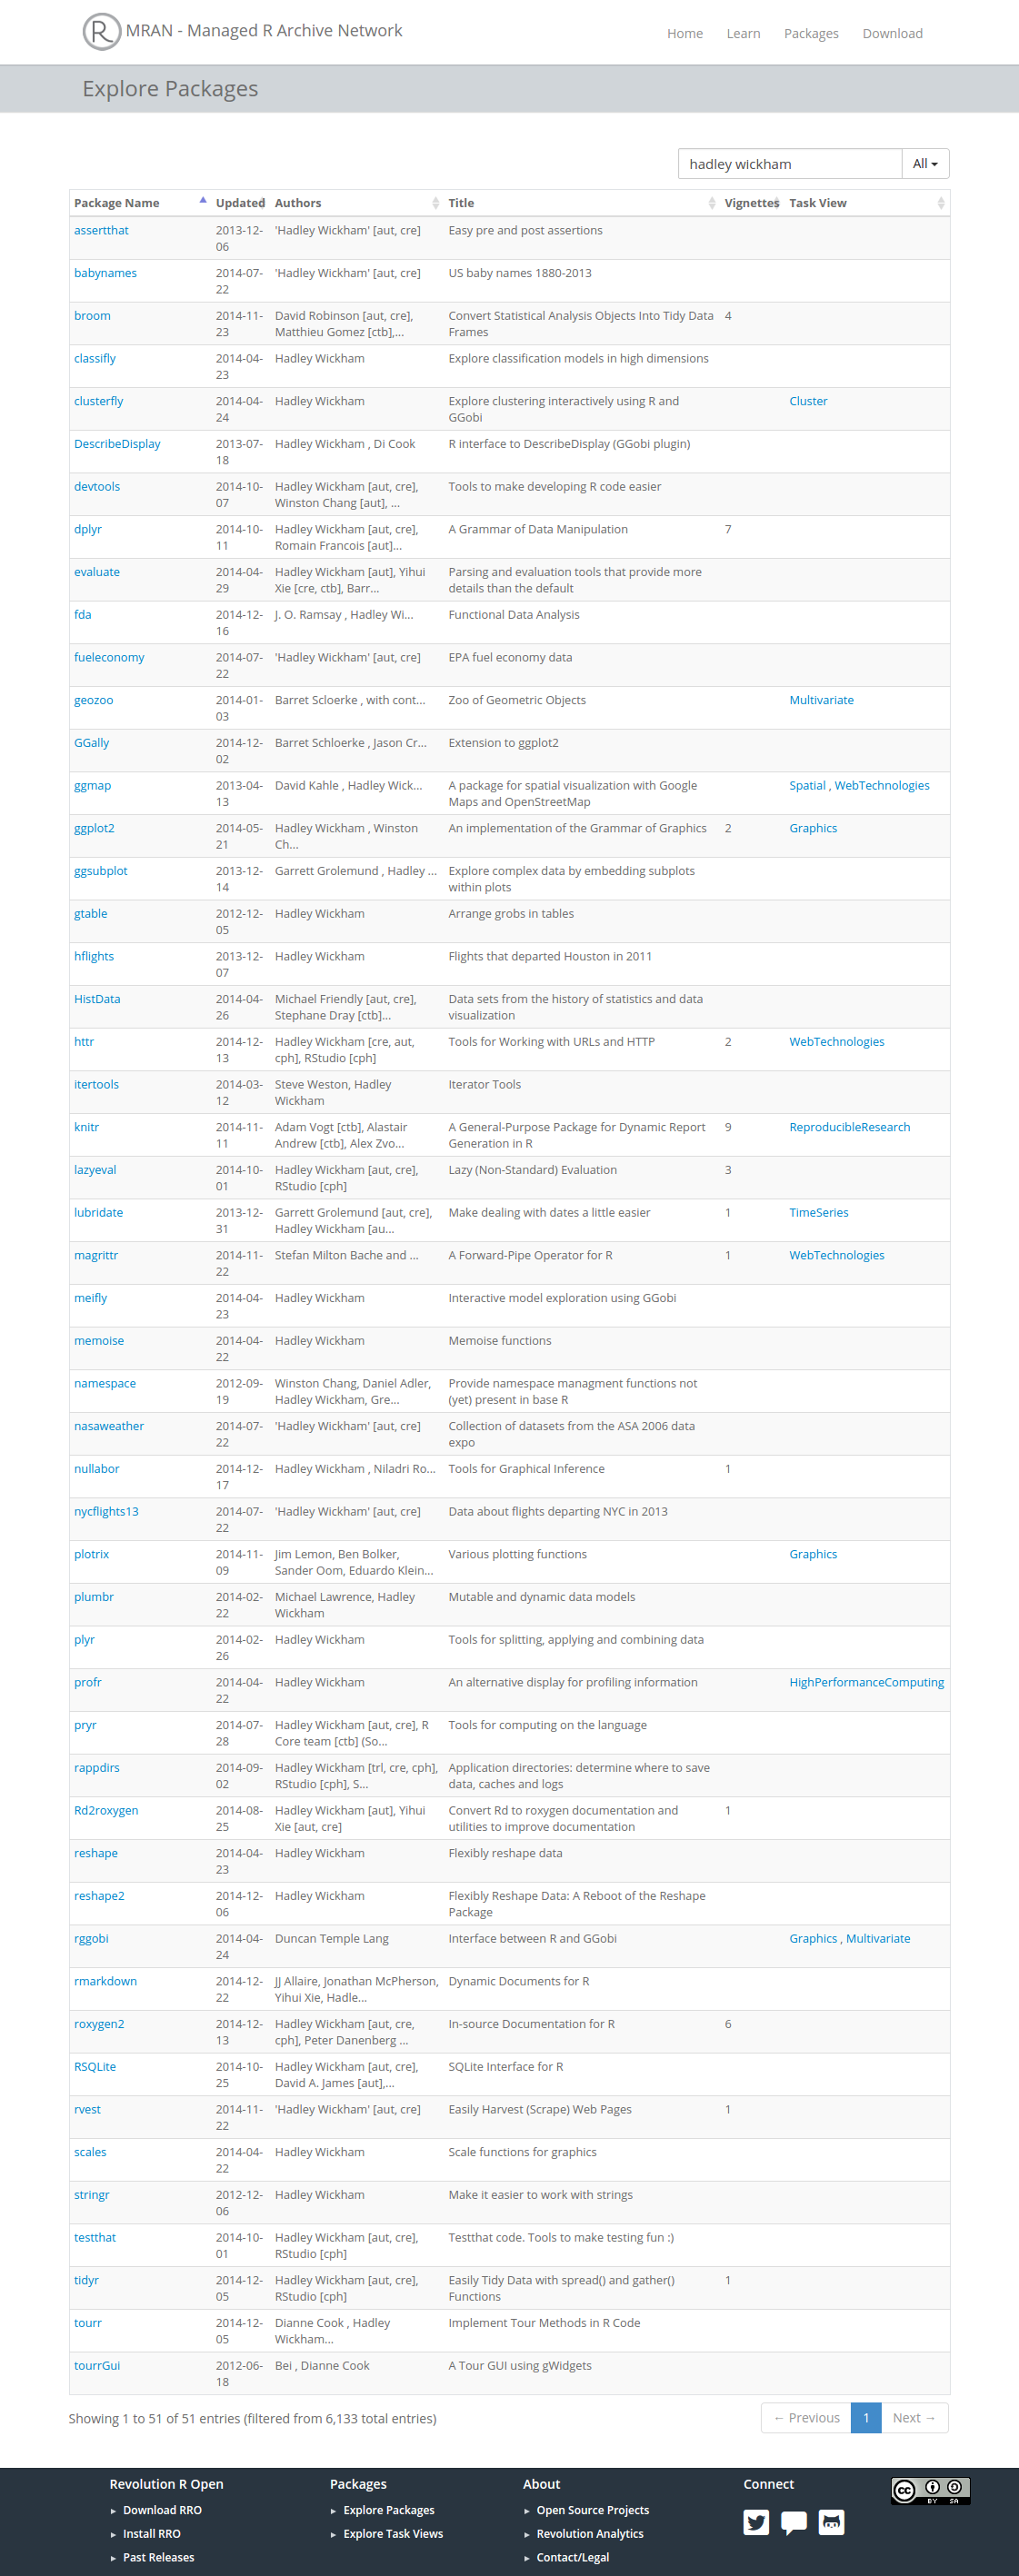 R MRAN - Managed R Archive Network
Home Learn Packages Download
Explore Packages
hadley wickham All
Package Name Updated Authors Title Vignettes Task View
assertthat 2013-12- 'Hadley Wickham' [aut, cre] Easy pre and post assertions
06
babynames 2014-07- 'Hadley Wickham' [aut, cre] US baby names 1880-2013
22
broom 2014-11- David Robinson [aut, cre], Convert Statistical Analysis Objects Into Tidy Data 4
23 Matthieu Gomez [ctb],... Frames
classifly 2014-04- Hadley Wickham Explore classification models in high dimensions
23
clusterfly 2014-04- Hadley Wickham Explore clustering interactively using R and Cluster
24 GGobi
DescribeDisplay 2013-07- Hadley Wickham , Di Cook R interface to DescribeDisplay (GGobi plugin)
18
devtools 2014-10- Hadley Wickham [aut, cre], Tools to make developing R code easier
07 Winston Chang [aut], ...
dplyr 2014-10- Hadley Wickham [aut, cre], A Grammar of Data Manipulation 7
11 Romain Francois [aut]...
evaluate 2014-04- Hadley Wickham [aut], Yihui Parsing and evaluation tools that provide more
29 Xie [cre, ctb], Barr... details than the default
fda 2014-12- J. O. Ramsay , Hadley Wi... Functional Data Analysis
16
fueleconomy 2014-07- 'Hadley Wickham' [aut, cre] EPA fuel economy data
22
geozoo 2014-01- Barret Scloerke , with cont... Zoo of Geometric Objects Multivariate
03
GGally 2014-12- Barret Schloerke , Jason Cr... Extension to ggplot2
02
ggmap 2013-04- David Kahle , Hadley Wick... A package for spatial visualization with Google Spatial , WebTechnologies
13 Maps and OpenStreetMap
ggplot2 2014-05- Hadley Wickham , Winston An implementation of the Grammar of Graphics 2 Graphics
21 Ch...
ggsubplot 2013-12- Garrett Grolemund , Hadley ... Explore complex data by embedding subplots
14 within plots
gtable 2012-12- Hadley Wickham Arrange grobs in tables
05
hflights 2013-12- Hadley Wickham Flights that departed Houston in 2011
07
HistData 2014-04- Michael Friendly [aut, cre], Data sets from the history of statistics and data
26 Stephane Dray [ctb]... visualization
httr 2014-12- Hadley Wickham [cre, aut, Tools for Working with URLs and HTTP 2 WebTechnologies
13 cph], RStudio [cph]
itertools 2014-03- Steve Weston, Hadley Iterator Tools
12 Wickham
knitr 2014-11- Adam Vogt [ctb], Alastair A General-Purpose Package for Dynamic Report 9 ReproducibleResearch
11 Andrew [ctb], Alex Zvo... Generation in R
lazyeval 2014-10- Hadley Wickham [aut, cre], Lazy (Non-Standard) Evaluation 3
01 RStudio [cph]
lubridate 2013-12- Garrett Grolemund [aut, cre], Make dealing with dates a little easier 1 TimeSeries
31 Hadley Wickham [au...
magrittr 2014-11- Stefan Milton Bache and ... A Forward-Pipe Operator for R 1 WebTechnologies
22
meifly 2014-04- Hadley Wickham Interactive model exploration using GGobi
23
memoise 2014-04- Hadley Wickham Memoise functions
22
namespace 2012-09- Winston Chang, Daniel Adler, Provide namespace managment functions not
19 Hadley Wickham, Gre... (yet) present in base R
nasaweather 2014-07- 'Hadley Wickham' [aut, cre] Collection of datasets from the ASA 2006 data
22 expo
nullabor 2014-12- Hadley Wickham , Niladri Ro... Tools for Graphical Inference 1
17
nycflights13 2014-07- 'Hadley Wickham' [aut, cre] Data about flights departing NYC in 2013
22
plotrix 2014-11- Jim Lemon, Ben Bolker, Various plotting functions Graphics
09 Sander Oom, Eduardo Klein...
plumbr 2014-02- Michael Lawrence, Hadley Mutable and dynamic data models
22 Wickham
plyr 2014-02- Hadley Wickham Tools for splitting, applying and combining data
26
profr 2014-04- Hadley Wickham An alternative display for profiling information HighPerformanceComputing
22
pryr 2014-07- Hadley Wickham [aut, cre], R Tools for computing on the language
28 Core team [ctb] (So...
rappdirs 2014-09- Hadley Wickham [trl, cre, cph], Application directories: determine where to save
02 RStudio [cph], S... data, caches and logs
Rd2roxygen 2014-08- Hadley Wickham [aut], Yihui Convert Rd to roxygen documentation and 1
25 Xie [aut, cre] utilities to improve documentation
reshape 2014-04- Hadley Wickham Flexibly reshape data
23
reshape2 2014-12- Hadley Wickham Flexibly Reshape Data: A Reboot of the Reshape
06 Package
rggobi 2014-04- Duncan Temple Lang Interface between R and GGobi Graphics , Multivariate
24
rmarkdown 2014-12- JJ Allaire, Jonathan McPherson, Dynamic Documents for R
22 Yihui Xie, Hadle...
roxygen2 2014-12- Hadley Wickham [aut, cre, In-source Documentation for R 6
13 cph], Peter Danenberg ...
RSQLite 2014-10- Hadley Wickham [aut, cre], SQLite Interface for R
25 David A. James [aut],...
rvest 2014-11- 'Hadley Wickham' [aut, cre] Easily Harvest (Scrape) Web Pages 1
22
scales 2014-04- Hadley Wickham Scale functions for graphics
22
stringr 2012-12- Hadley Wickham Make it easier to work with strings
06
testthat 2014-10- Hadley Wickham [aut, cre], Testthat code. Tools to make testing fun :)
01 RStudio [cph]
tidyr 2014-12- Hadley Wickham [aut, cre], Easily Tidy Data with spread() and gather() 1
05 RStudio [cph] Functions
tourr 2014-12- Dianne Cook , Hadley Implement Tour Methods in R Code
05 Wickham...
tourrGui 2012-06- Bei , Dianne Cook A Tour GUI using gWidgets
18
Showing 1 to 51 of 51 entries (filtered from 6,133 total entries) ← Previous 1 Next →
Revolution R Open Packages About Connect cc BY SA
Download RRO Explore Packages Open Source Projects
Install RRO Explore Task Views Revolution Analytics
Past Releases Contact/Legal